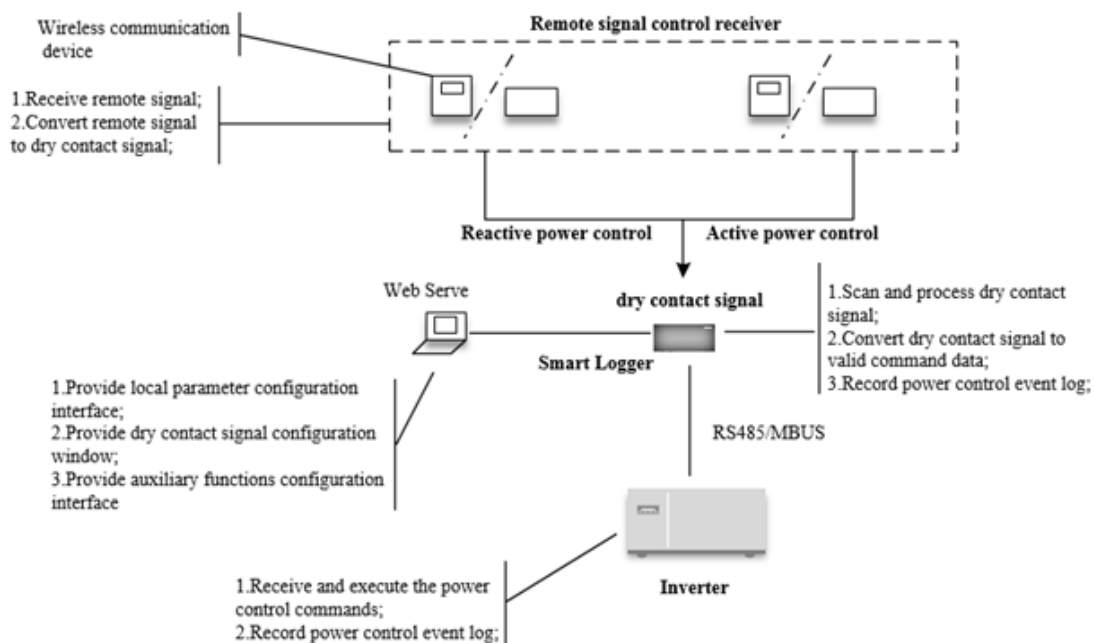 Wireless communication
device
Remote signal control receiver
1.Receive remote signal;
2.Convert remote signal
to dry contact signal;
Reactive power control
Active power control
Web Serve
dry contact signal
Smart Logger
1.Scan and process dry contact
signal;
2.Convert dry contact signal to
valid command data;
3.Record power control event log;
1.Provide local parameter configuration
interface;
2.Provide dry contact signal configuration
window;
3.Provide auxiliary functions configuration
interface
RS485/MBUS
Inverter
1.Receive and execute the power
control commands;
2.Record power control event log;